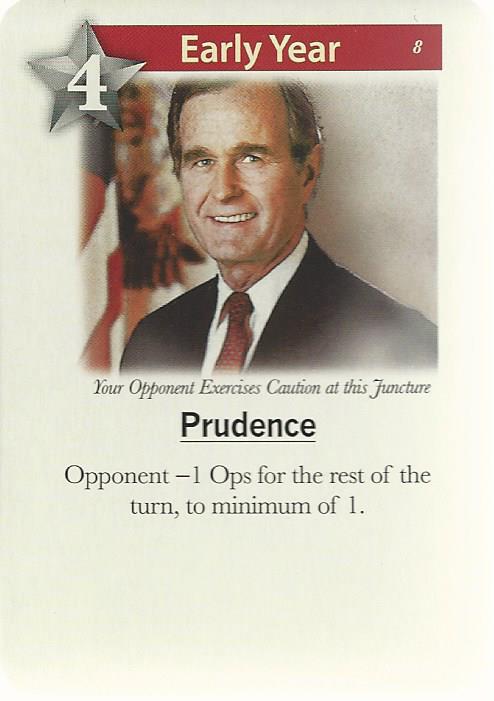 4
Early Year
8
Your Opponent Exercises Caution at this Juncture
Prudence
Opponent –1 Ops for the rest of the
turn, to minimum of 1.